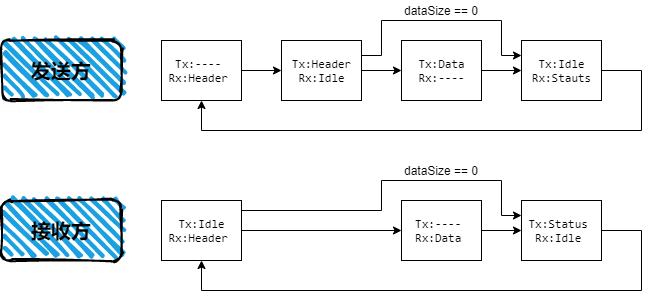 dataSize == 0
发送方
Tx:----
Rx:Header
Tx:Header
Rx:Idle
Tx:Data
Rx:----
Tx:Idle
Rx:Stauts
dataSize == 0
接收方
Tx:Idle
Rx:Header
Tx:----
Rx:Data
Tx:Status
Rx:Idle